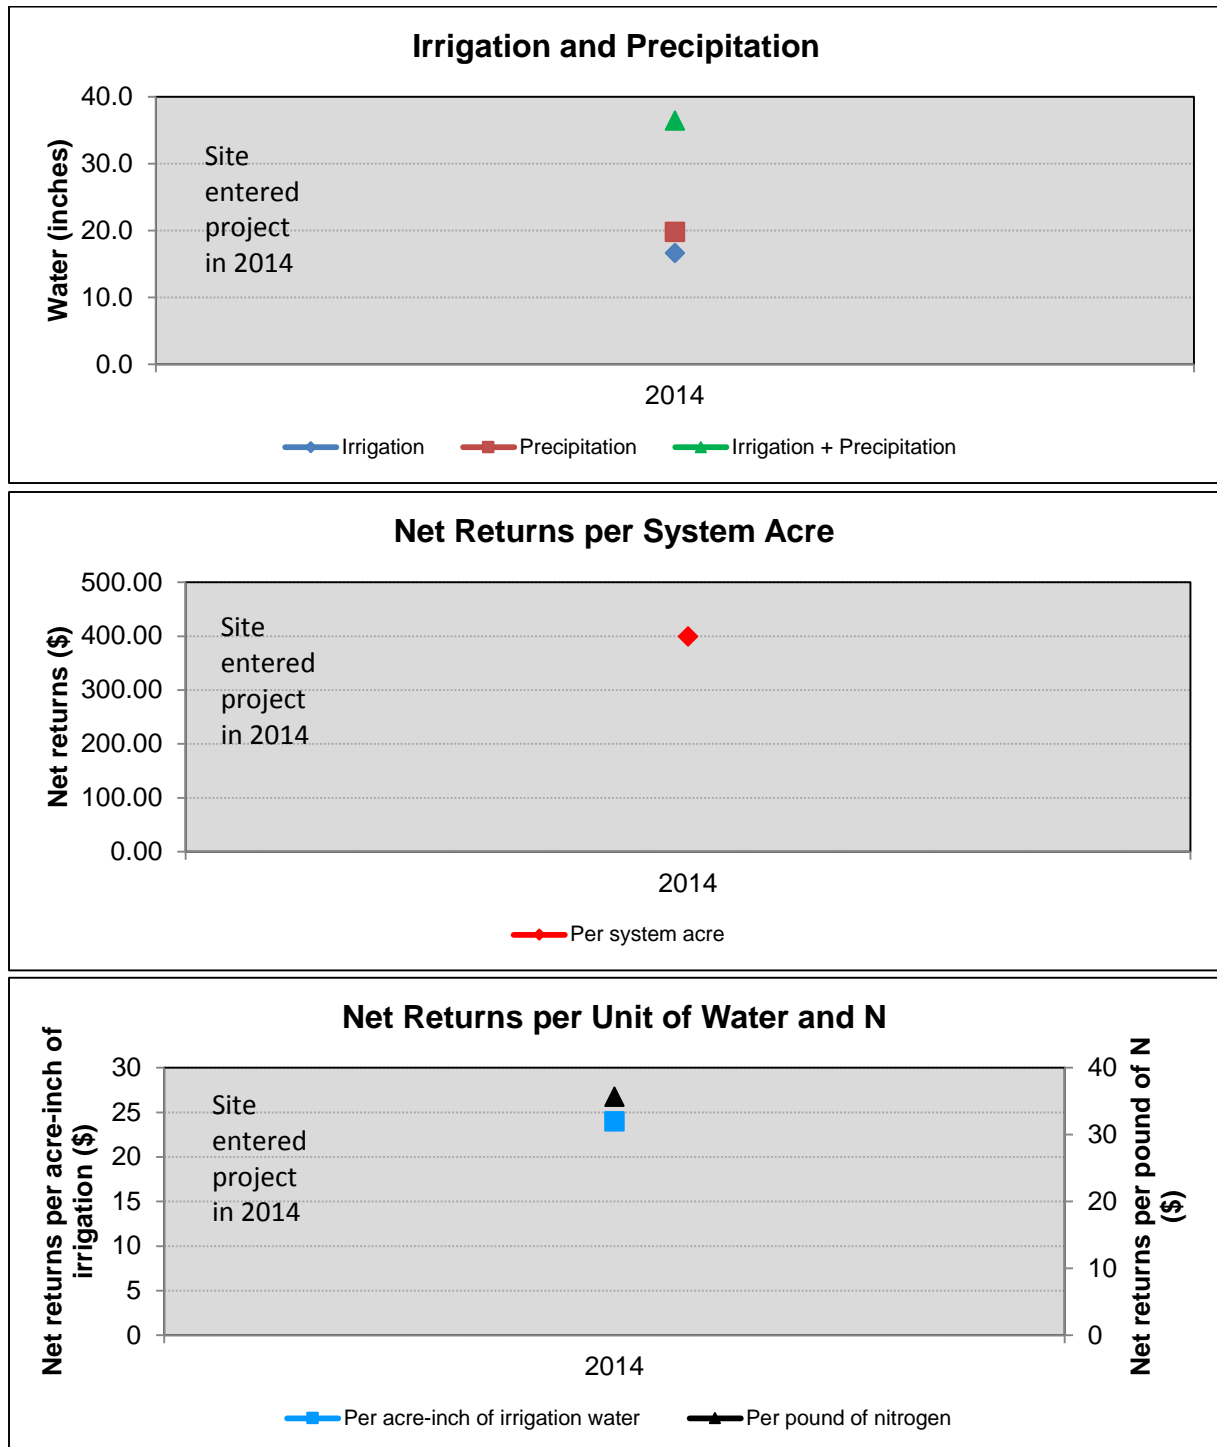 Irrigation and Precipitation
Water (inches)
40.0
30.0
20.0
10.0
0.0
Site
entered
project
in 2014
2014
Irrigation Precipitation Irrigation + Precipitation
Net Returns per System Acre
Net returns ($)
500.00
400.00
300.00
200.00
100.00
0.00
Site
entered
project
in 2014
2014
Per system acre
Net Returns per Unit of Water and N
Net returns per acre-inch of
irrigation ($)
30
25
20
15
10
5
0
Site
entered
project
in 2014
40
30
20
10
0
Net returns per pound of N
($)
2014
Per acre-inch of irrigation water Per pound of nitrogen